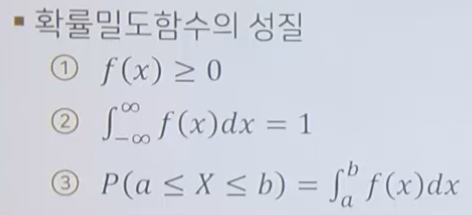 ▪ 확률밀도함수의 성질
① f(x) ≥ 0
② ∫_{-∞}^{∞} f(x)dx = 1
③ P(a ≤ X ≤ b) = ∫_a^b f(x)dx